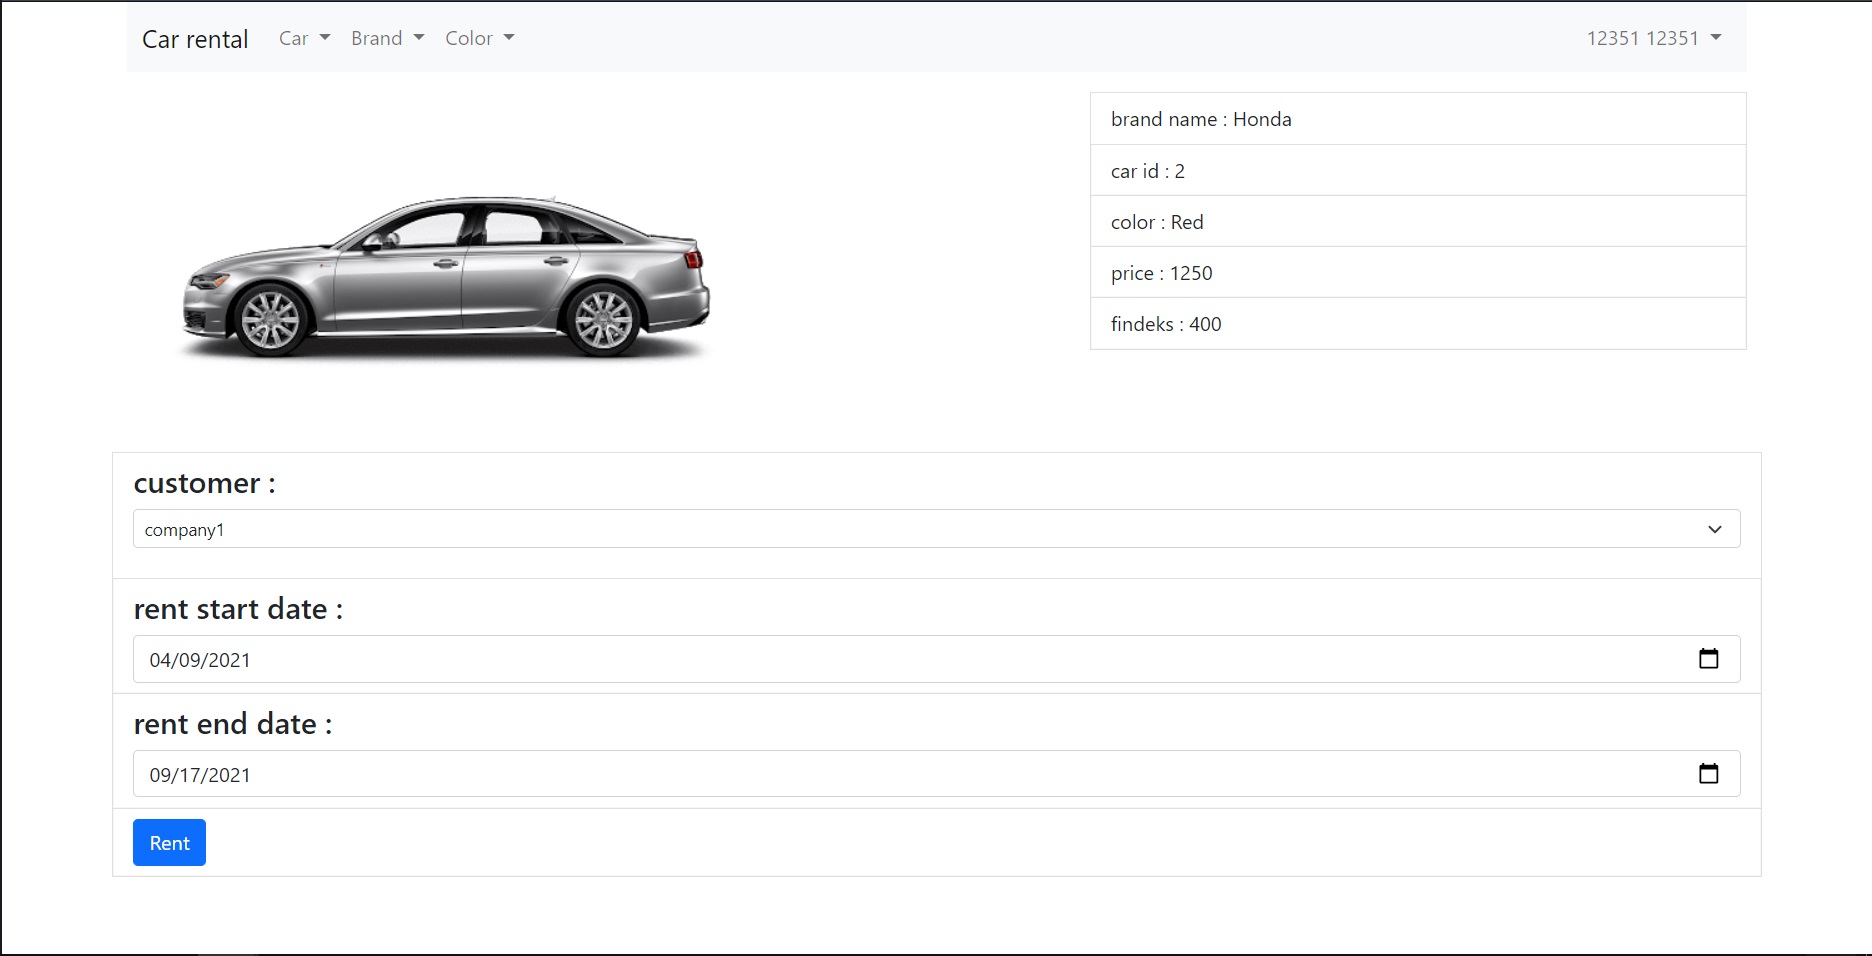 Car rental Car Brand Color 12351 12351
brand name : Honda
car id : 2
color : Red
price : 1250
findeks : 400
customer :
company1
rent start date :
04/09/2021
rent end date :
09/17/2021
Rent